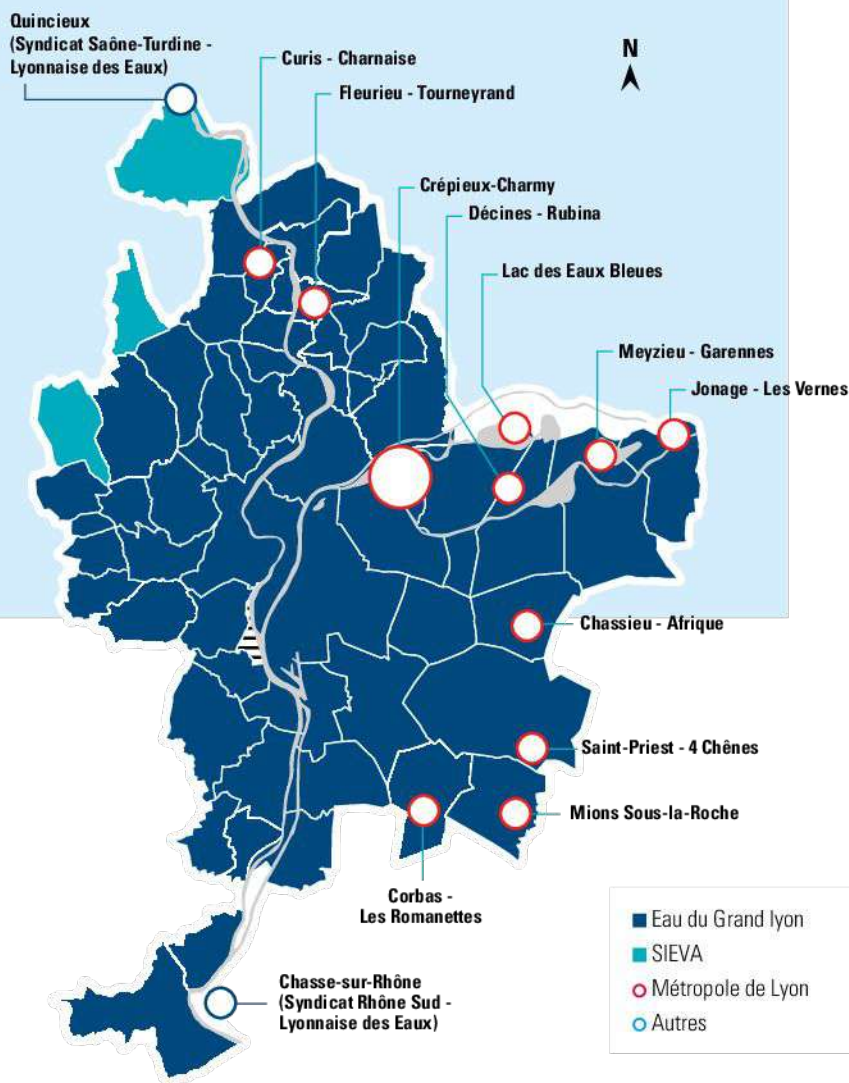 Quincieux
(Syndicat Saône-Turdine -
Lyonnaise des Eaux)
Curis - Charnaise
Fleurieu - Tourneyrand
N
Crépieux-Charmy
Décines - Rubina
Lac des Eaux Bleues
Meyzieu - Garennes
Jonage - Les Vernes
Chassieu - Afrique
Saint-Priest - 4 Chênes
Mions Sous-la-Roche
Corbas -
Les Romanettes
Chasse-sur-Rhône
(Syndicat Rhône Sud -
Lyonnaise des Eaux)
Eau du Grand lyon
SIEVA
Métropole de Lyon
Autres